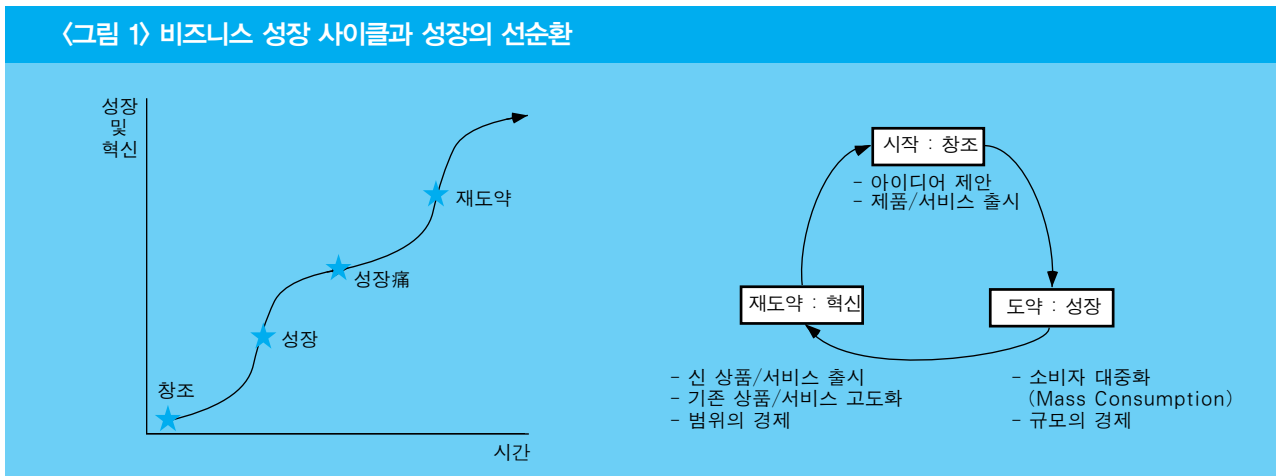 〈그림 1〉 비즈니스 성장 사이클과 성장의 선순환
성장
및
혁신
재도약
성장痛
성장
창조
시간
시작 : 창조
- 아이디어 제안
- 제품/서비스 출시
재도약 : 혁신
- 신 상품/서비스 출시
- 기존 상품/서비스 고도화
- 범위의 경제
도약 : 성장
- 소비자 대중화
(Mass Consumption)
- 규모의 경제